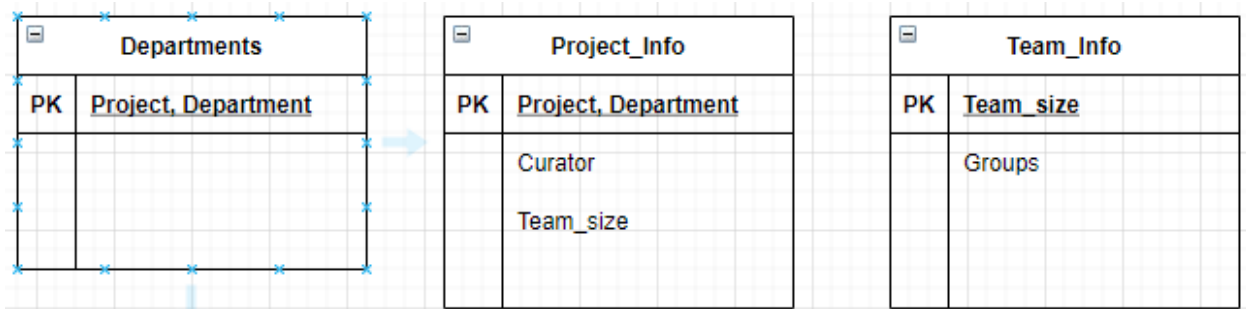 Departments
PK Project, Department
Project_Info
PK Project, Department
Curator
Team_size
Team_Info
PK Team_size
Groups